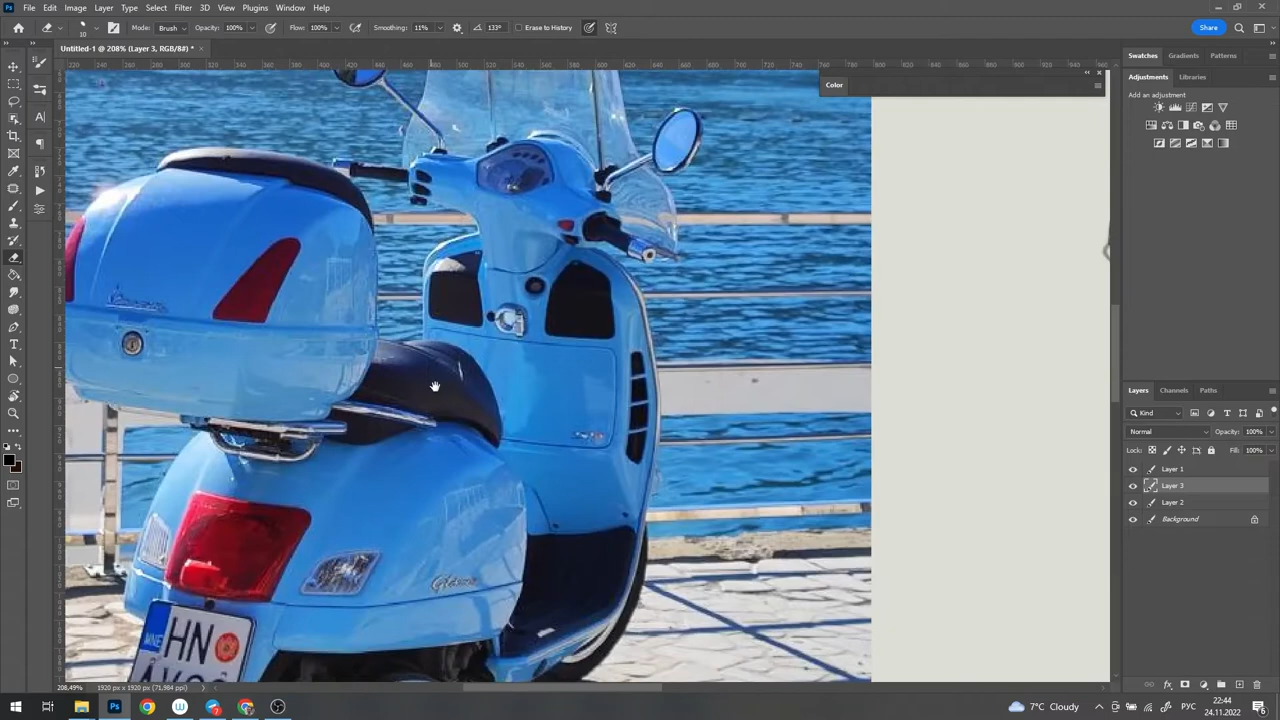 File Edit Image Layer Type Select Filter 3D View Plugins Window Help
Share
Mode: Brush Opacity: 100% Flow: 100% Smoothing: 11% 133° Erase to History
10
Untitled-1 @ 208% (Layer 3, RGB/8#) *
Color
Swatches Gradients Patterns
Adjustments Libraries
Add an adjustment
Layers Channels Paths
Kind
Normal Opacity: 100%
Lock: Fill: 100%
Layer 1
Layer 3
Layer 2
Background
HN
MNE
208,49% 1920 px x 1920 px (71,984 ppi)
7°C Cloudy
РУС
22:44
24.11.2022